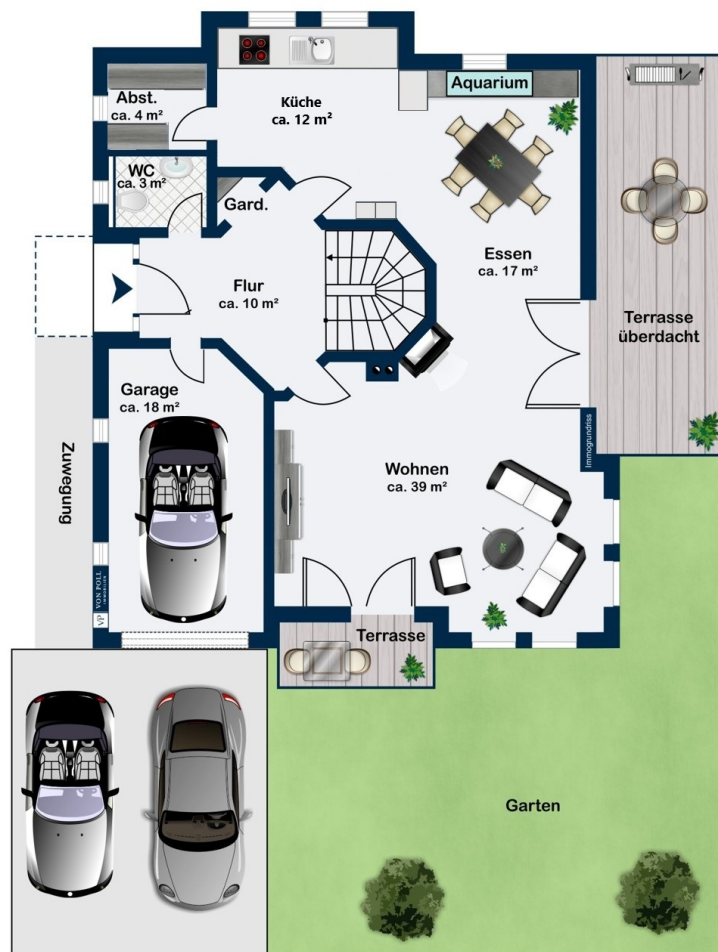 Aquarium
Abst.
ca. 4 m²
Küche
ca. 12 m²
WC
ca. 3 m²
Gard.
Essen
ca. 17 m²
Flur
ca. 10 m²
Terrasse
überdacht
Garage
ca. 18 m²
Immogrundriss
Zuwegung
Wohnen
ca. 39 m²
VP VON POLL
IMMOBILIEN
Terrasse
Garten